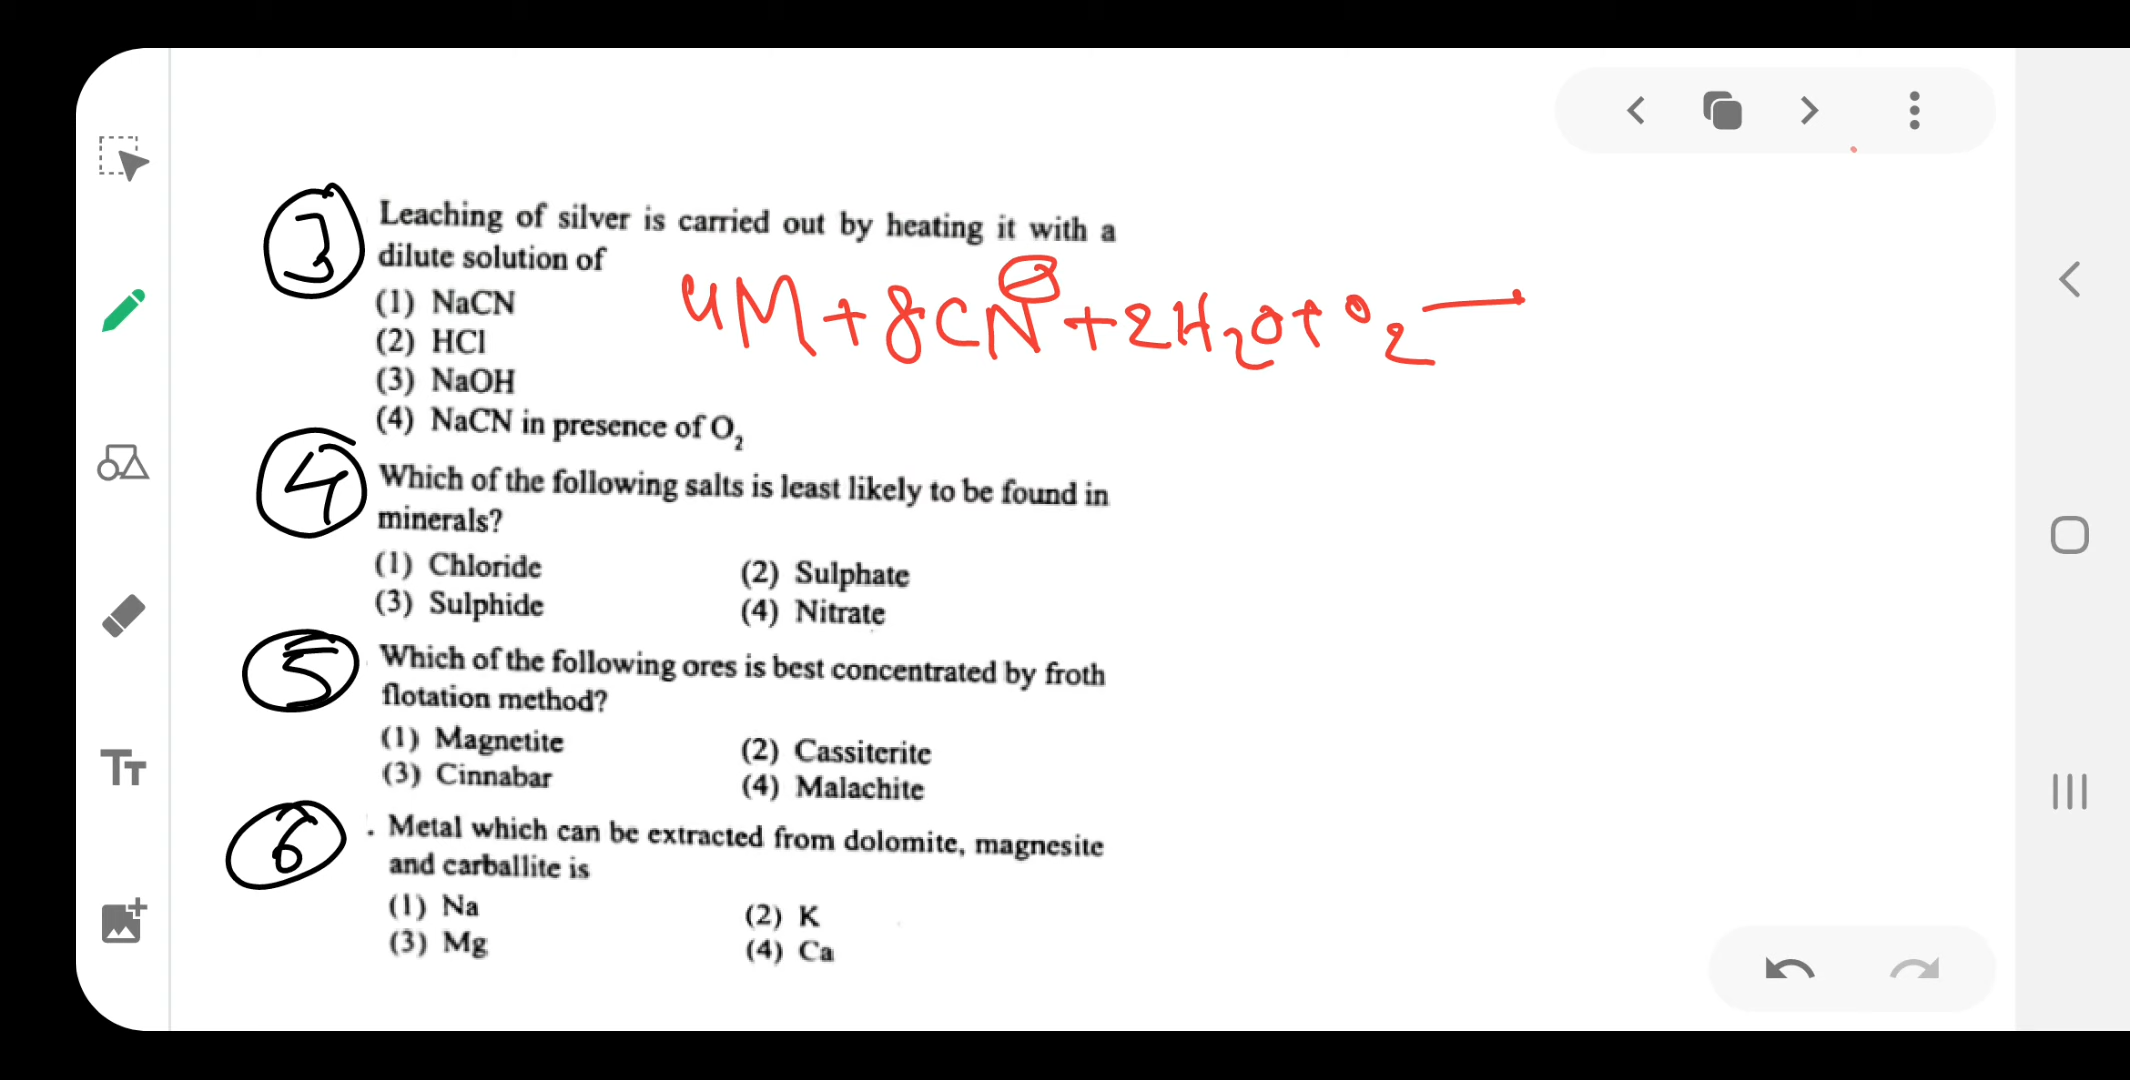 3 Leaching of silver is carried out by heating it with a
dilute solution of
4M + 8CN⊖ + 2H₂O + O₂ —
(1) NaCN
(2) HCl
(3) NaOH
(4) NaCN in presence of O₂
4 Which of the following salts is least likely to be found in
minerals?
(1) Chloride (2) Sulphate
(3) Sulphide (4) Nitrate
5 Which of the following ores is best concentrated by froth
flotation method?
(1) Magnetite (2) Cassiterite
(3) Cinnabar (4) Malachite
6 . Metal which can be extracted from dolomite, magnesite
and carballite is
(1) Na (2) K
(3) Mg (4) Ca
TT